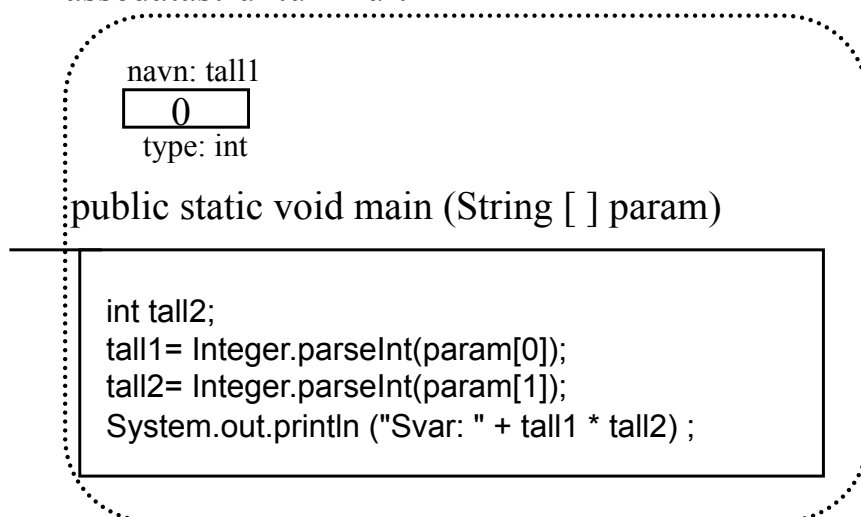 navn: tall1
0
type: int
public static void main (String [ ] param)
int tall2;
tall1= Integer.parseInt(param[0]);
tall2= Integer.parseInt(param[1]);
System.out.println ("Svar: " + tall1 * tall2) ;